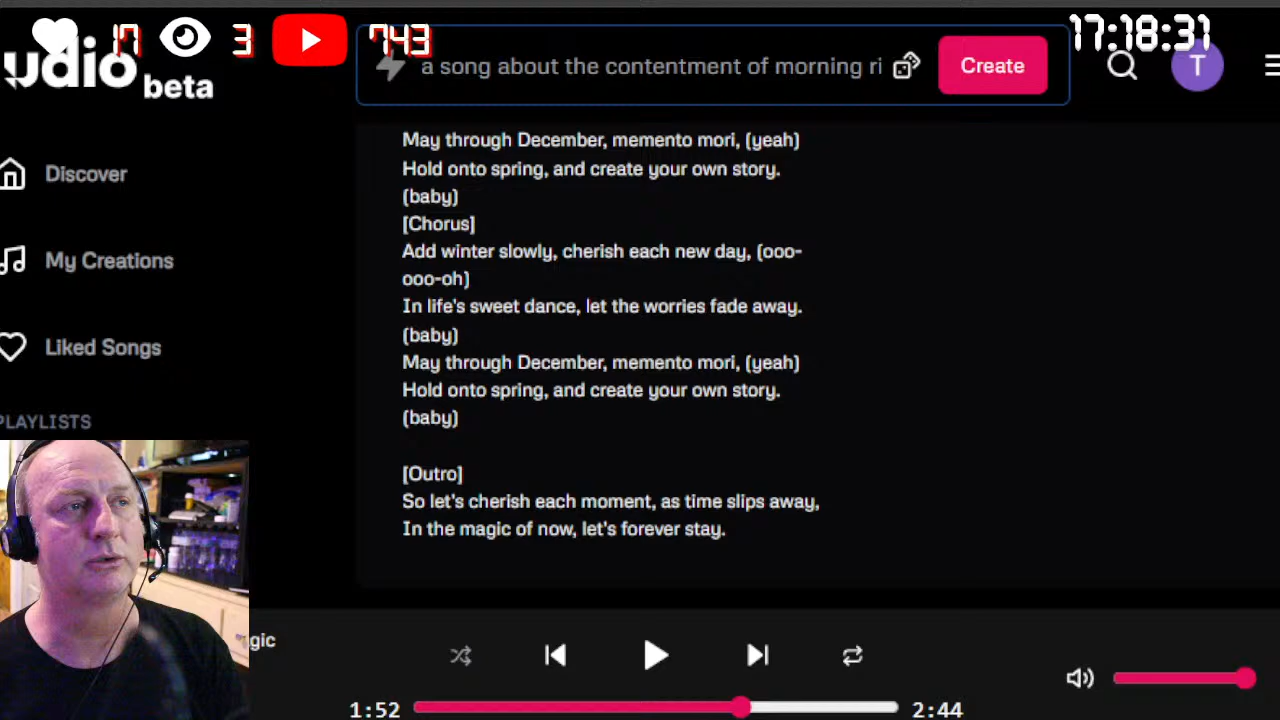 17 3 743 17:18:31
udio beta
a song about the contentment of morning ri
Create
T
Discover
My Creations
Liked Songs
PLAYLISTS
May through December, memento mori, (yeah)
Hold onto spring, and create your own story.
(baby)
[Chorus]
Add winter slowly, cherish each new day, (ooo-
ooo-oh)
In life's sweet dance, let the worries fade away.
(baby)
May through December, memento mori, (yeah)
Hold onto spring, and create your own story.
(baby)
[Outro]
So let's cherish each moment, as time slips away,
In the magic of now, let's forever stay.
gic
1:52 2:44